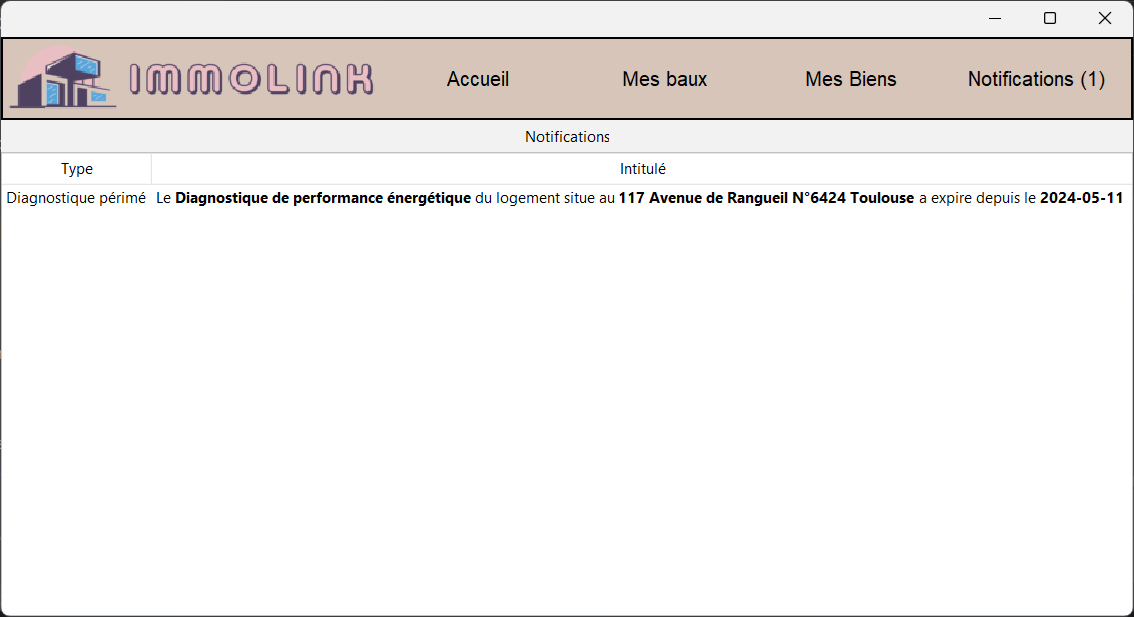 IMMOLINK
Accueil Mes baux Mes Biens Notifications (1)
Notifications
Type Intitulé
Diagnostique périmé Le Diagnostique de performance énergétique du logement situe au 117 Avenue de Rangueil N°6424 Toulouse a expire depuis le 2024-05-11